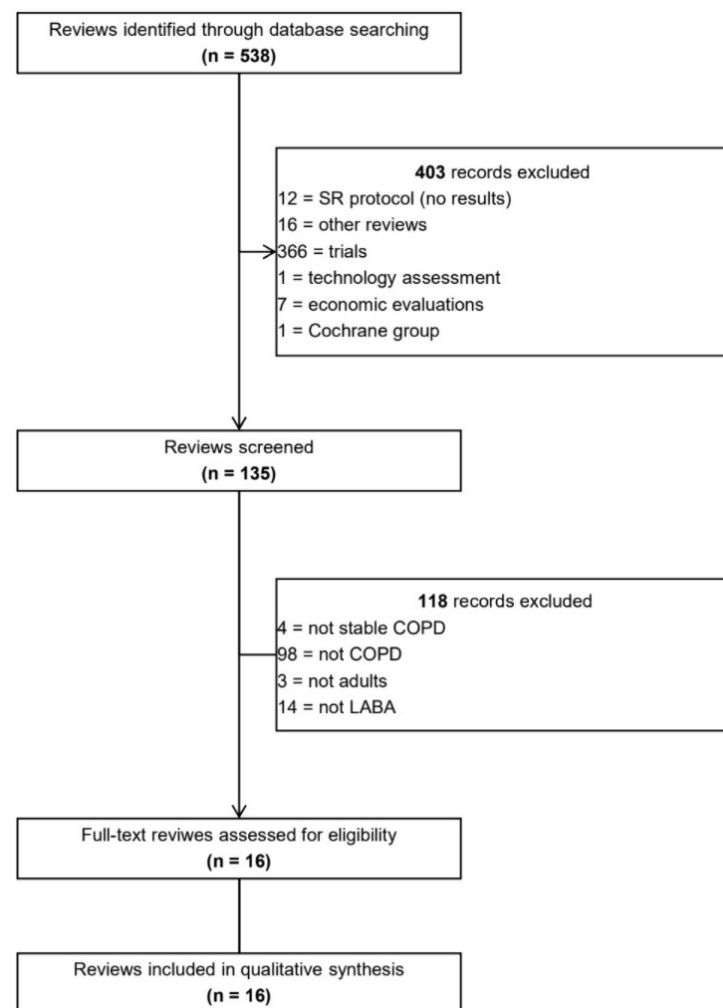 Reviews identified through database searching
(n = 538)
403 records excluded
12 = SR protocol (no results)
16 = other reviews
366 = trials
1 = technology assessment
7 = economic evaluations
1 = Cochrane group
Reviews screened
(n = 135)
118 records excluded
4 = not stable COPD
98 = not COPD
3 = not adults
14 = not LABA
Full-text reviwes assessed for eligibility
(n = 16)
Reviews included in qualitative synthesis
(n = 16)